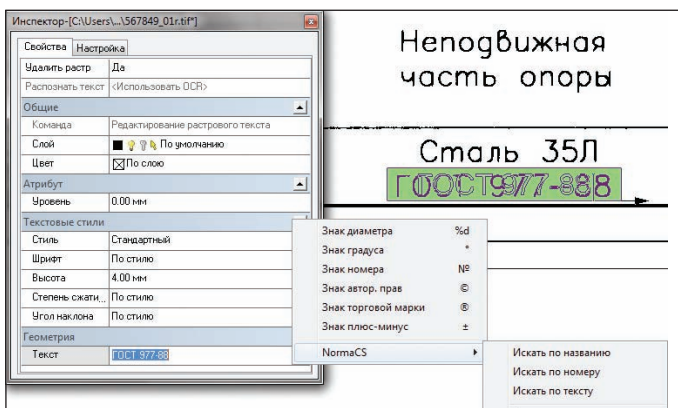 Инспектор-[C:\Users\...\567849_01r.tif*]
Свойства Настройка
Удалить растр Да
Распознать текст <Использовать OCR>
Общие
Команда Редактирование растрового текста
Слой По умолчанию
Цвет По слою
Атрибут
Уровень 0.00 мм
Текстовые стили
Стиль Стандартный
Шрифт По стилю
Высота 4.00 мм
Степень сжати... По стилю
Угол наклона По стилю
Геометрия
Текст ГОСТ 977-88
Неподвижная
часть опоры
Сталь 35Л
ГОСТ 977-88
Знак диаметра %d
Знак градуса °
Знак номера №
Знак автор. прав ©
Знак торговой марки ®
Знак плюс-минус ±
NormaCS
Искать по названию
Искать по номеру
Искать по тексту